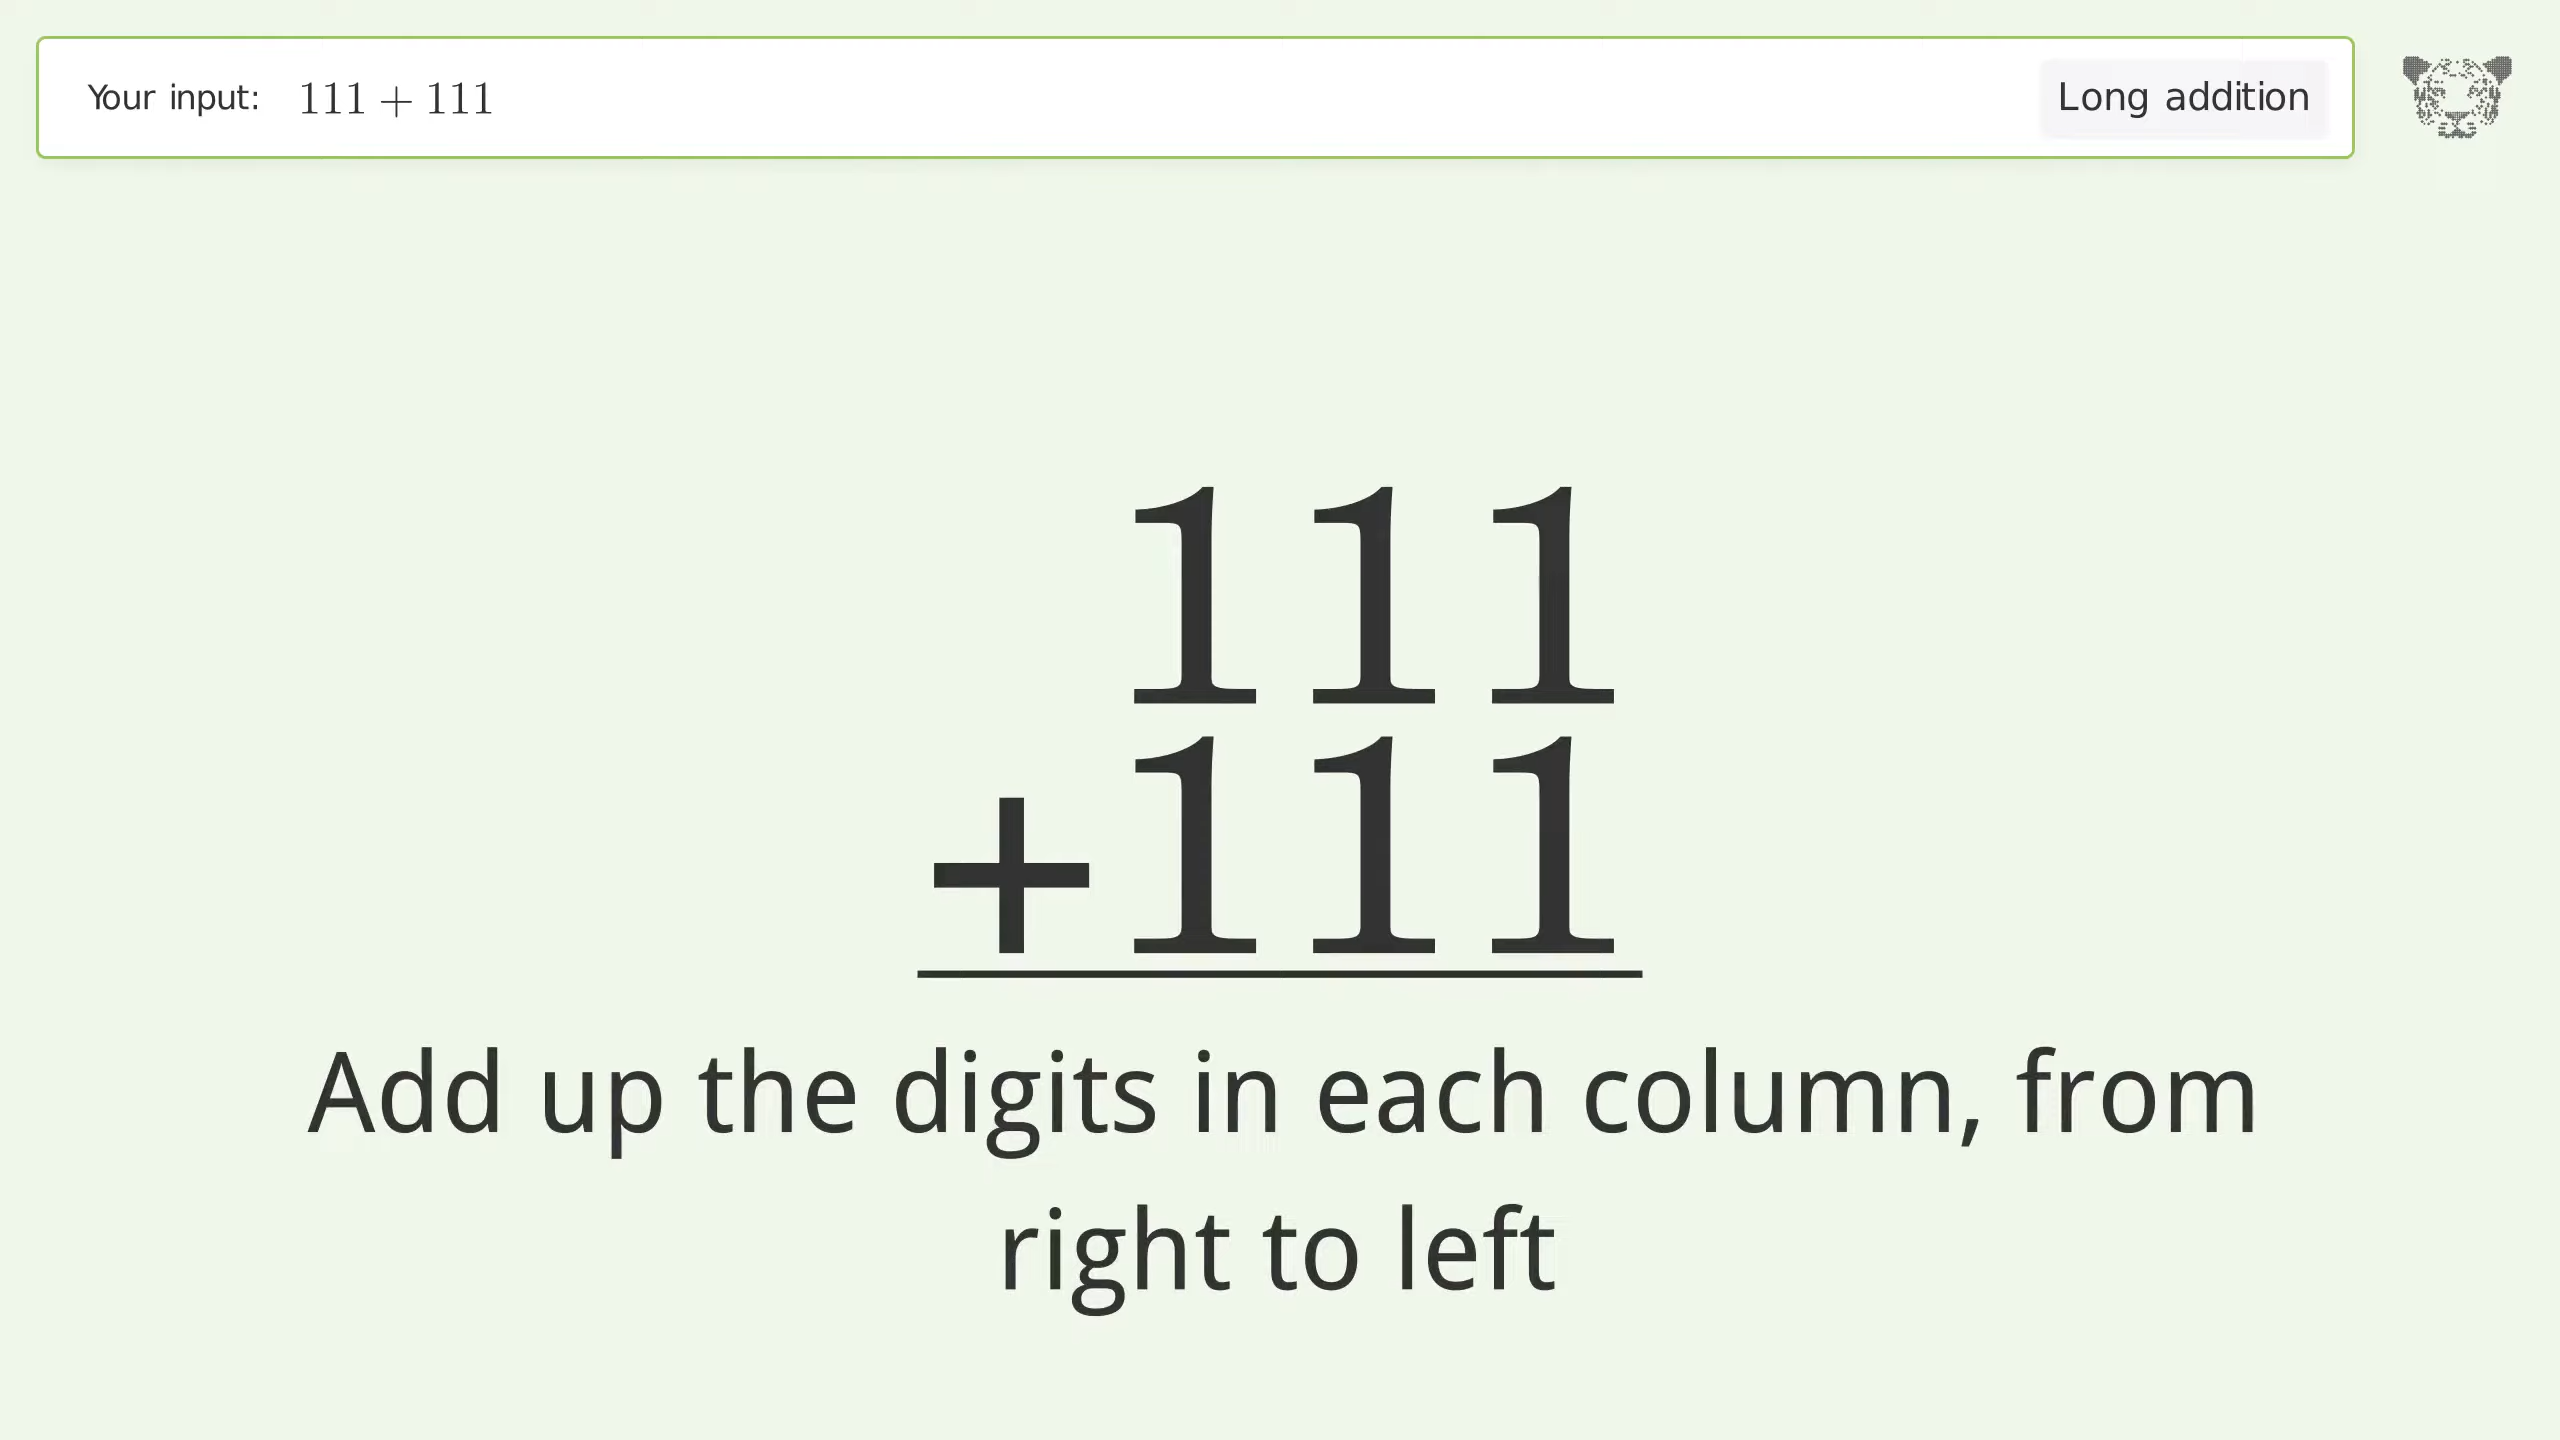 Your input: 111 + 111
Long addition
111
+111
Add up the digits in each column, from
right to left